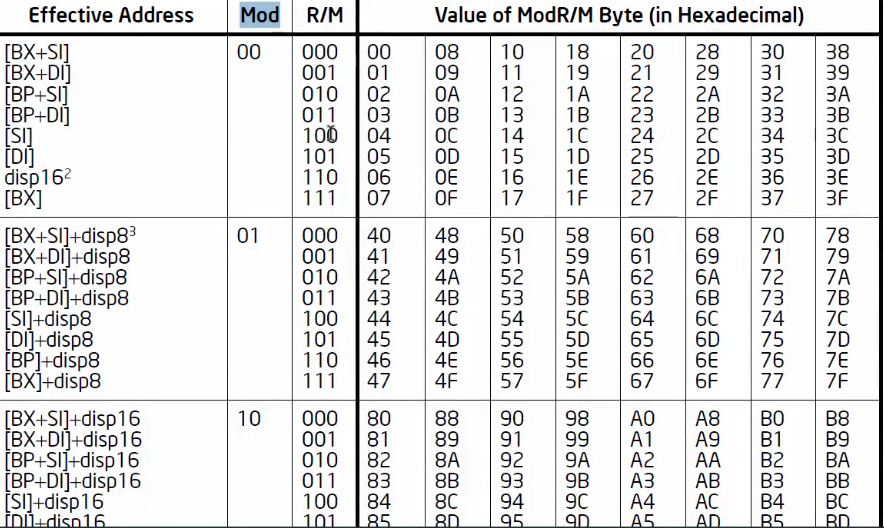 Effective Address Mod R/M Value of ModR/M Byte (in Hexadecimal)
[BX+SI] 00 000 00 08 10 18 20 28 30 38
[BX+DI] 001 01 09 11 19 21 29 31 39
[BP+SI] 010 02 0A 12 1A 22 2A 32 3A
[BP+DI] 011 03 0B 13 1B 23 2B 33 3B
[SI] 100 04 0C 14 1C 24 2C 34 3C
[DI] 101 05 0D 15 1D 25 2D 35 3D
disp16² 110 06 0E 16 1E 26 2E 36 3E
[BX] 111 07 0F 17 1F 27 2F 37 3F
[BX+SI]+disp8³ 01 000 40 48 50 58 60 68 70 78
[BX+DI]+disp8 001 41 49 51 59 61 69 71 79
[BP+SI]+disp8 010 42 4A 52 5A 62 6A 72 7A
[BP+DI]+disp8 011 43 4B 53 5B 63 6B 73 7B
[SI]+disp8 100 44 4C 54 5C 64 6C 74 7C
[DI]+disp8 101 45 4D 55 5D 65 6D 75 7D
[BP]+disp8 110 46 4E 56 5E 66 6E 76 7E
[BX]+disp8 111 47 4F 57 5F 67 6F 77 7F
[BX+SI]+disp16 10 000 80 88 90 98 A0 A8 B0 B8
[BX+DI]+disp16 001 81 89 91 99 A1 A9 B1 B9
[BP+SI]+disp16 010 82 8A 92 9A A2 AA B2 BA
[BP+DI]+disp16 011 83 8B 93 9B A3 AB B3 BB
[SI]+disp16 100 84 8C 94 9C A4 AC B4 BC
[DI]+disp16 101 85 8D 95 9D A5 AD B5 BD